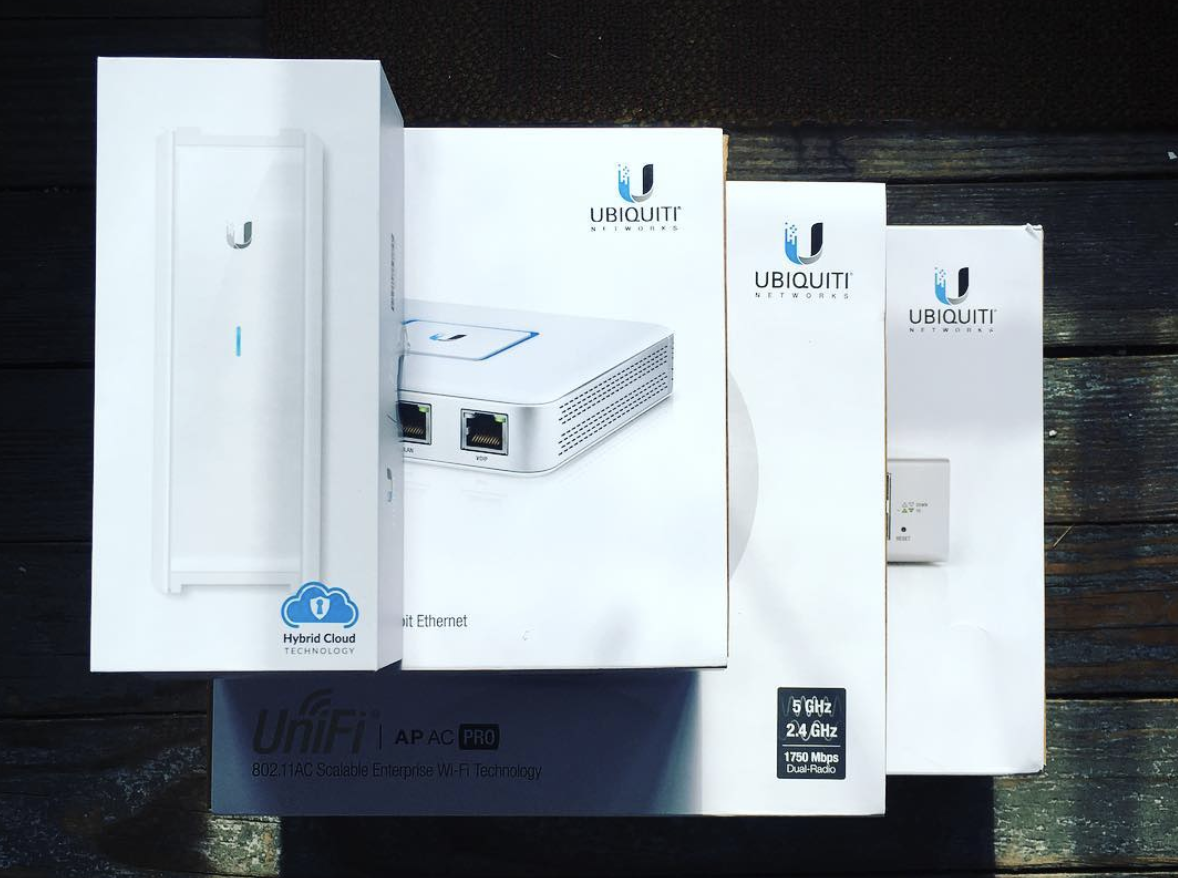 Hybrid Cloud
TECHNOLOGY
UBIQUITI
NETWORKS
LAN
VOIP
bit Ethernet
UniFi | AP AC PRO
802.11AC Scalable Enterprise Wi-Fi Technology
UBIQUITI
NETWORKS
5 GHz
2.4 GHz
1750 Mbps
Dual-Radio
UBIQUITI
NETWORKS
RESET